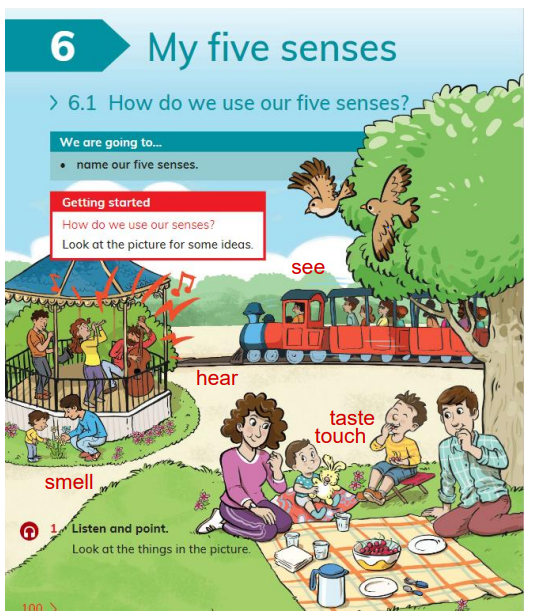 6 My five senses
> 6.1 How do we use our five senses?
We are going to...
• name our five senses.
Getting started
How do we use our senses?
Look at the picture for some ideas.
see
hear
taste
touch
smell
1 Listen and point.
Look at the things in the picture.
100 >